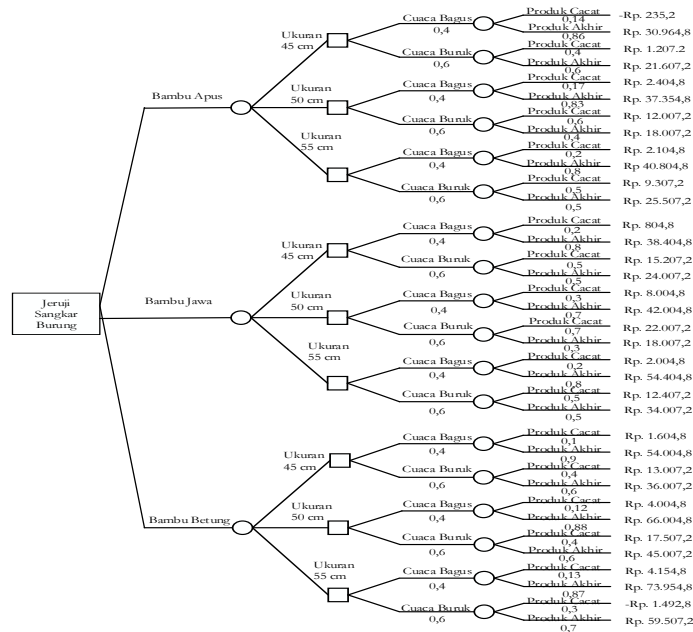 Produk Cacat
0,14
-Rp. 235,2
Cuaca Bagus
0,4
Produk Akhir
0,86
Rp. 30.964,8
Ukuran
45 cm
Produk Cacat
0,4
Rp. 1.207.2
Cuaca Buruk
0,6
Produk Akhir
0,6
Rp. 21.607,2
Produk Cacat
0,17
Rp. 2.404,8
Ukuran
50 cm
Cuaca Bagus
0,4
Produk Akhir
0,83
Rp. 37.354,8
Bambu Apus
Produk Cacat
0,6
Rp. 12.007,2
Cuaca Buruk
0,6
Produk Akhir
0,4
Rp. 18.007,2
Ukuran
55 cm
Produk Cacat
0,2
Rp. 2.104,8
Cuaca Bagus
0,4
Produk Akhir
0,8
Rp 40.804,8
Produk Cacat
0,5
Rp. 9.307,2
Cuaca Buruk
0,6
Produk Akhir
0,5
Rp. 25.507,2
Produk Cacat
0,2
Rp. 804,8
Cuaca Bagus
0,4
Produk Akhir
0,8
Rp. 38.404,8
Ukuran
45 cm
Produk Cacat
0,5
Rp. 15.207,2
Cuaca Buruk
0,6
Produk Akhir
0,5
Rp. 24.007,2
Produk Cacat
0,3
Rp. 8.004,8
Ukuran
50 cm
Cuaca Bagus
0,4
Produk Akhir
0,7
Rp. 42.004,8
Jeruji
Sangkar
Burung
Bambu Jawa
Produk Cacat
0,7
Rp. 22.007,2
Cuaca Buruk
0,6
Produk Akhir
0,3
Rp. 18.007,2
Ukuran
55 cm
Produk Cacat
0,2
Rp. 2.004,8
Cuaca Bagus
0,4
Produk Akhir
0,8
Rp. 54.404,8
Produk Cacat
0,5
Rp. 12.407,2
Cuaca Buruk
0,6
Produk Akhir
0,5
Rp. 34.007,2
Produk Cacat
0,1
Rp. 1.604,8
Cuaca Bagus
0,4
Produk Akhir
0,9
Rp. 54.004,8
Ukuran
45 cm
Produk Cacat
0,4
Rp. 13.007,2
Cuaca Buruk
0,6
Produk Akhir
0,6
Rp. 36.007,2
Produk Cacat
0,12
Rp. 4.004,8
Ukuran
50 cm
Cuaca Bagus
0,4
Produk Akhir
0,88
Rp. 66.004,8
Bambu Betung
Produk Cacat
0,4
Rp. 17.507,2
Cuaca Buruk
0,6
Produk Akhir
0,6
Rp. 45.007,2
Ukuran
55 cm
Produk Cacat
0,13
Rp. 4.154,8
Cuaca Bagus
0,4
Produk Akhir
0,87
Rp. 73.954,8
Produk Cacat
0,3
-Rp. 1.492,8
Cuaca Buruk
0,6
Produk Akhir
0,7
Rp. 59.507,2